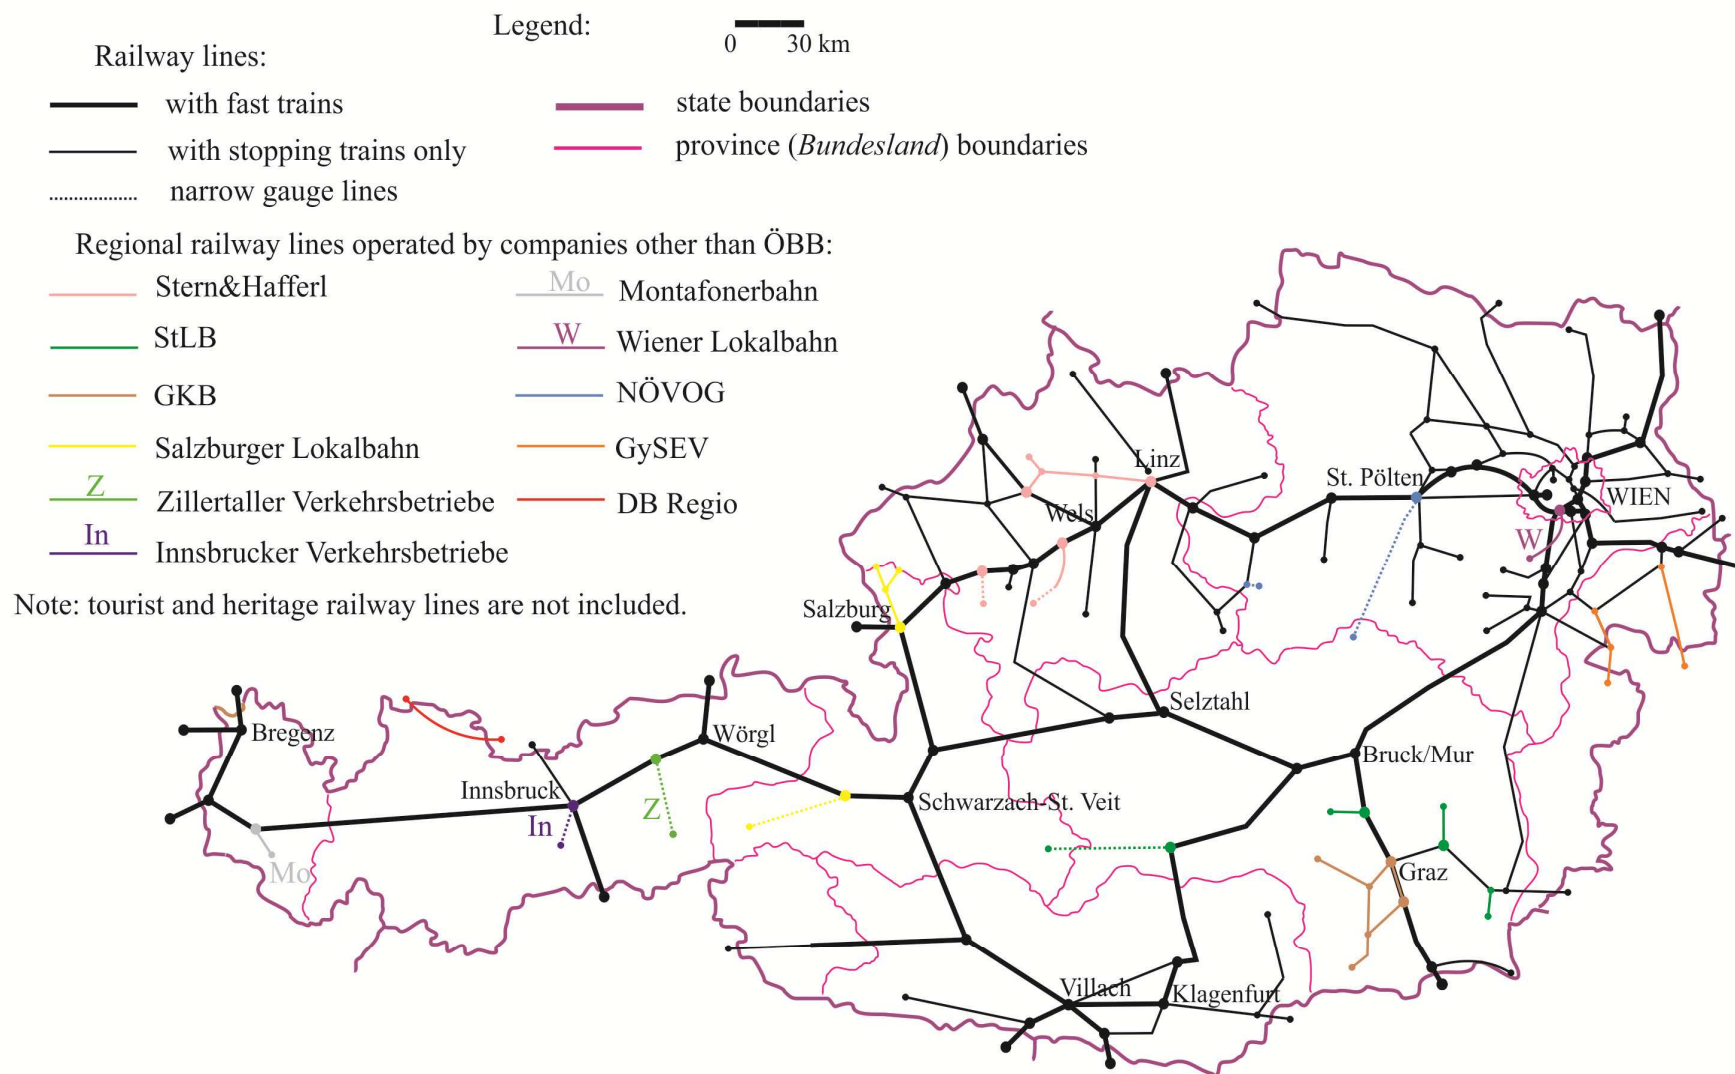 Legend:
0 30 km
Railway lines:
with fast trains
with stopping trains only
narrow gauge lines
state boundaries
province (Bundesland) boundaries
Regional railway lines operated by companies other than ÖBB:
Stern&Hafferl
StLB
GKB
Salzburger Lokalbahn
Z Zillertaller Verkehrsbetriebe
In Innsbrucker Verkehrsbetriebe
Mo Montafonerbahn
W Wiener Lokalbahn
NÖVOG
GySEV
DB Regio
Note: tourist and heritage railway lines are not included.
Linz
St. Pölten
Wels
WIEN
W
Salzburg
Selztahl
Bregenz
Wörgl
Bruck/Mur
Innsbruck
Schwarzach-St. Veit
In
Z
Mo
Graz
Villach
Klagenfurt